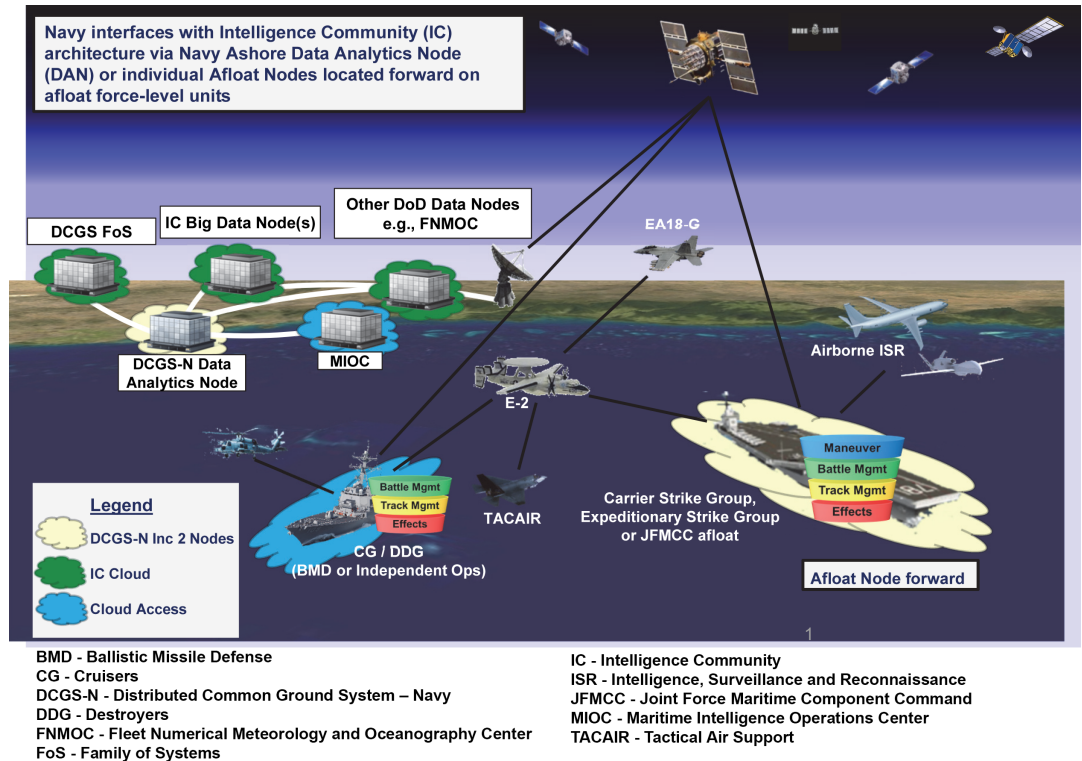 Navy interfaces with Intelligence Community (IC)
architecture via Navy Ashore Data Analytics Node
(DAN) or individual Afloat Nodes located forward on
afloat force-level units
Other DoD Data Nodes
e.g., FNMOC
IC Big Data Node(s)
DCGS FoS
EA18-G
Airborne ISR
MIOC
DCGS-N Data
Analytics Node
E-2
Maneuver
Battle Mgmt
Track Mgmt
Effects
Battle Mgmt
Track Mgmt
Effects
TACAIR
Carrier Strike Group,
Expeditionary Strike Group
or JFMCC afloat
CG / DDG
(BMD or Independent Ops)
Afloat Node forward
Legend
DCGS-N Inc 2 Nodes
IC Cloud
Cloud Access
1
BMD - Ballistic Missile Defense
CG - Cruisers
DCGS-N - Distributed Common Ground System – Navy
DDG - Destroyers
FNMOC - Fleet Numerical Meteorology and Oceanography Center
FoS - Family of Systems
IC - Intelligence Community
ISR - Intelligence, Surveillance and Reconnaissance
JFMCC - Joint Force Maritime Component Command
MIOC - Maritime Intelligence Operations Center
TACAIR - Tactical Air Support